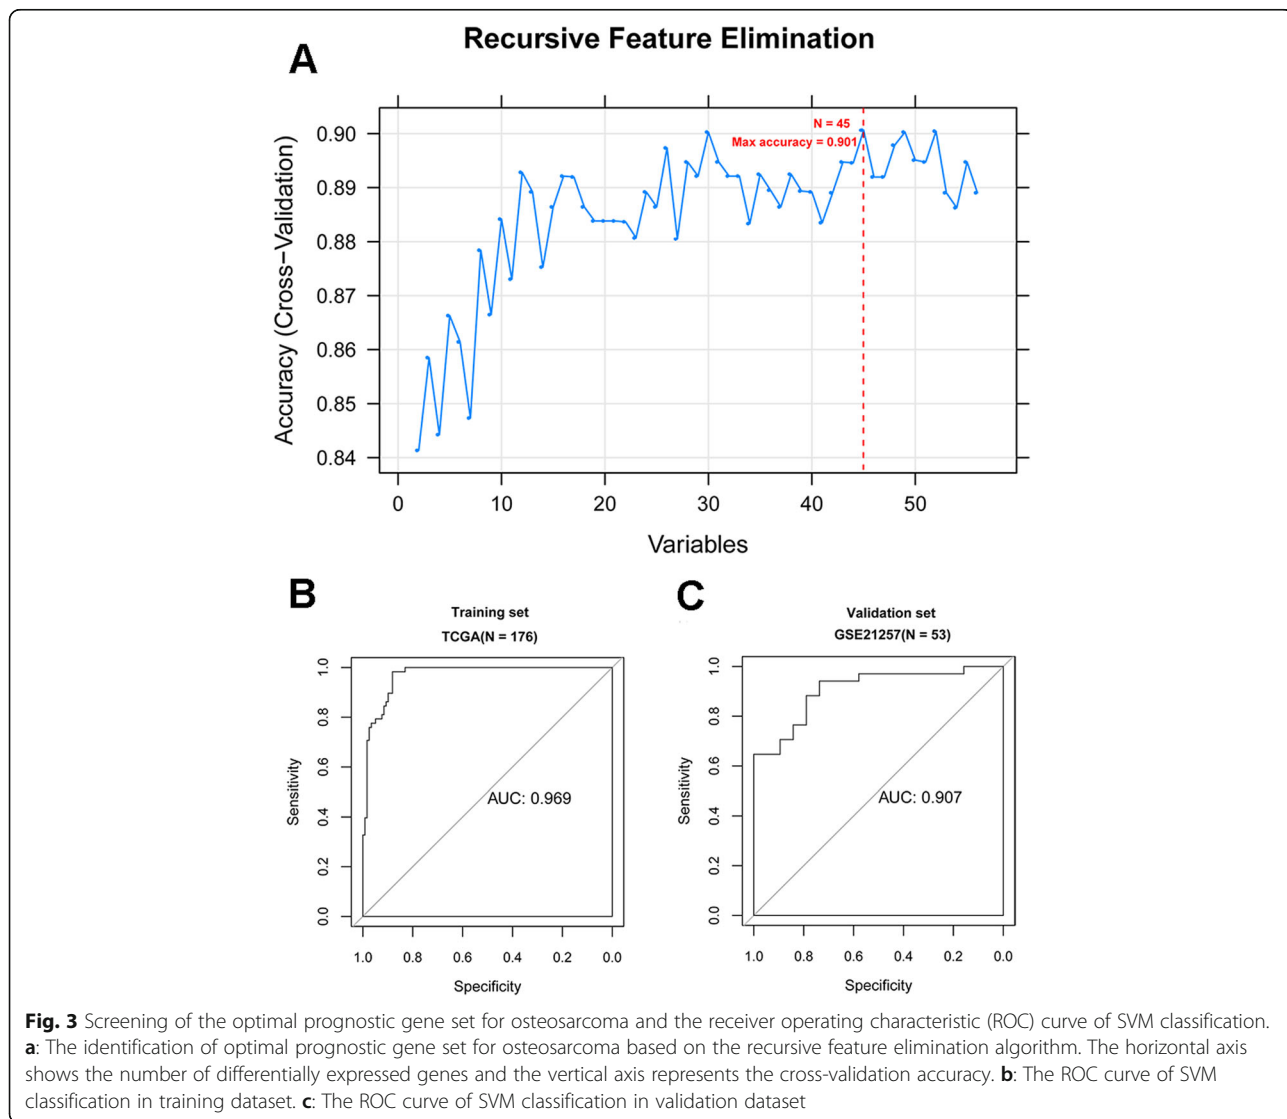 Recursive Feature Elimination
A
N = 45
Max accuracy = 0.901
Accuracy (Cross−Validation)
0.90
0.89
0.88
0.87
0.86
0.85
0.84
0 10 20 30 40 50
Variables
B
Training set
TCGA(N = 176)
Sensitivity
1.0
0.8
0.6
0.4
0.2
0.0
AUC: 0.969
1.0 0.8 0.6 0.4 0.2 0.0
Specificity
C
Validation set
GSE21257(N = 53)
Sensitivity
1.0
0.8
0.6
0.4
0.2
0.0
AUC: 0.907
1.0 0.8 0.6 0.4 0.2 0.0
Specificity
Fig. 3 Screening of the optimal prognostic gene set for osteosarcoma and the receiver operating characteristic (ROC) curve of SVM classification.
a: The identification of optimal prognostic gene set for osteosarcoma based on the recursive feature elimination algorithm. The horizontal axis
shows the number of differentially expressed genes and the vertical axis represents the cross-validation accuracy. b: The ROC curve of SVM
classification in training dataset. c: The ROC curve of SVM classification in validation dataset